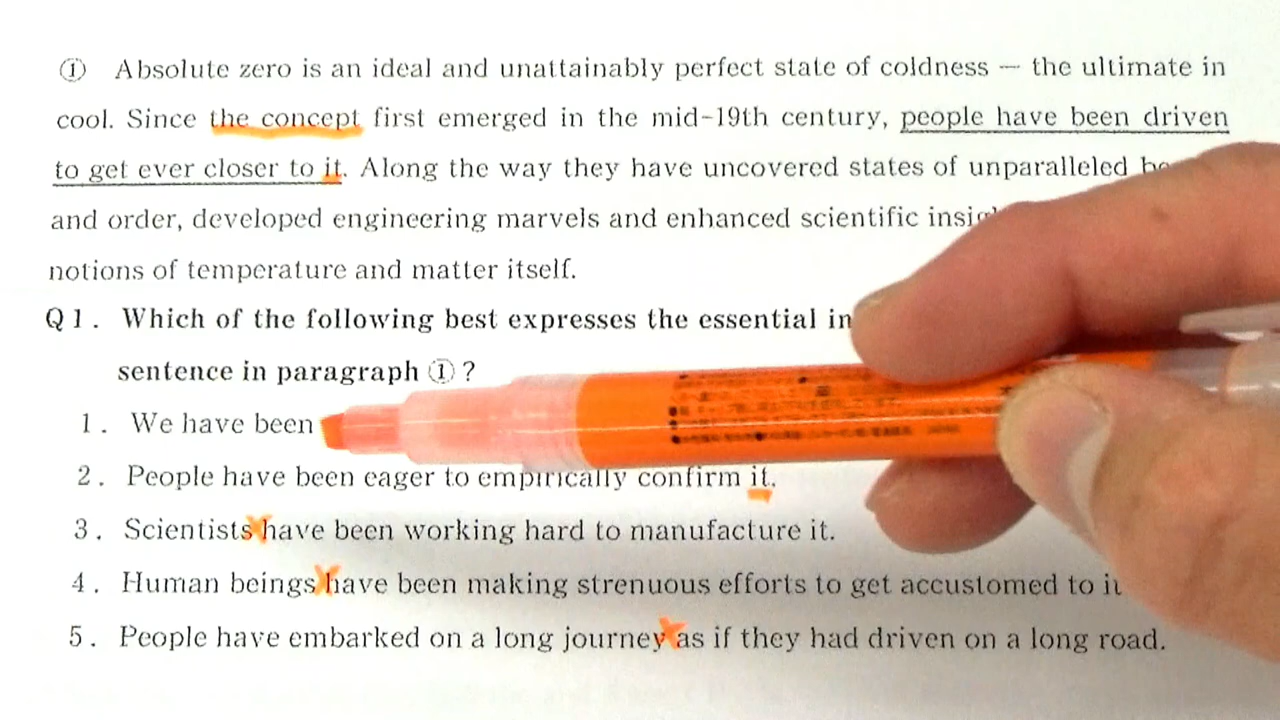 ① Absolute zero is an ideal and unattainably perfect state of coldness — the ultimate in
cool. Since the concept first emerged in the mid-19th century, people have been driven
to get ever closer to it. Along the way they have uncovered states of unparalleled
and order, developed engineering marvels and enhanced scientific
notions of temperature and matter itself.
Q1. Which of the following best expresses the essential
sentence in paragraph ①?
1. We have been
2. People have been eager to empirically confirm it.
3. Scientists have been working hard to manufacture it.
4. Human beings have been making strenuous efforts to get accustomed to it
5. People have embarked on a long journey as if they had driven on a long road.